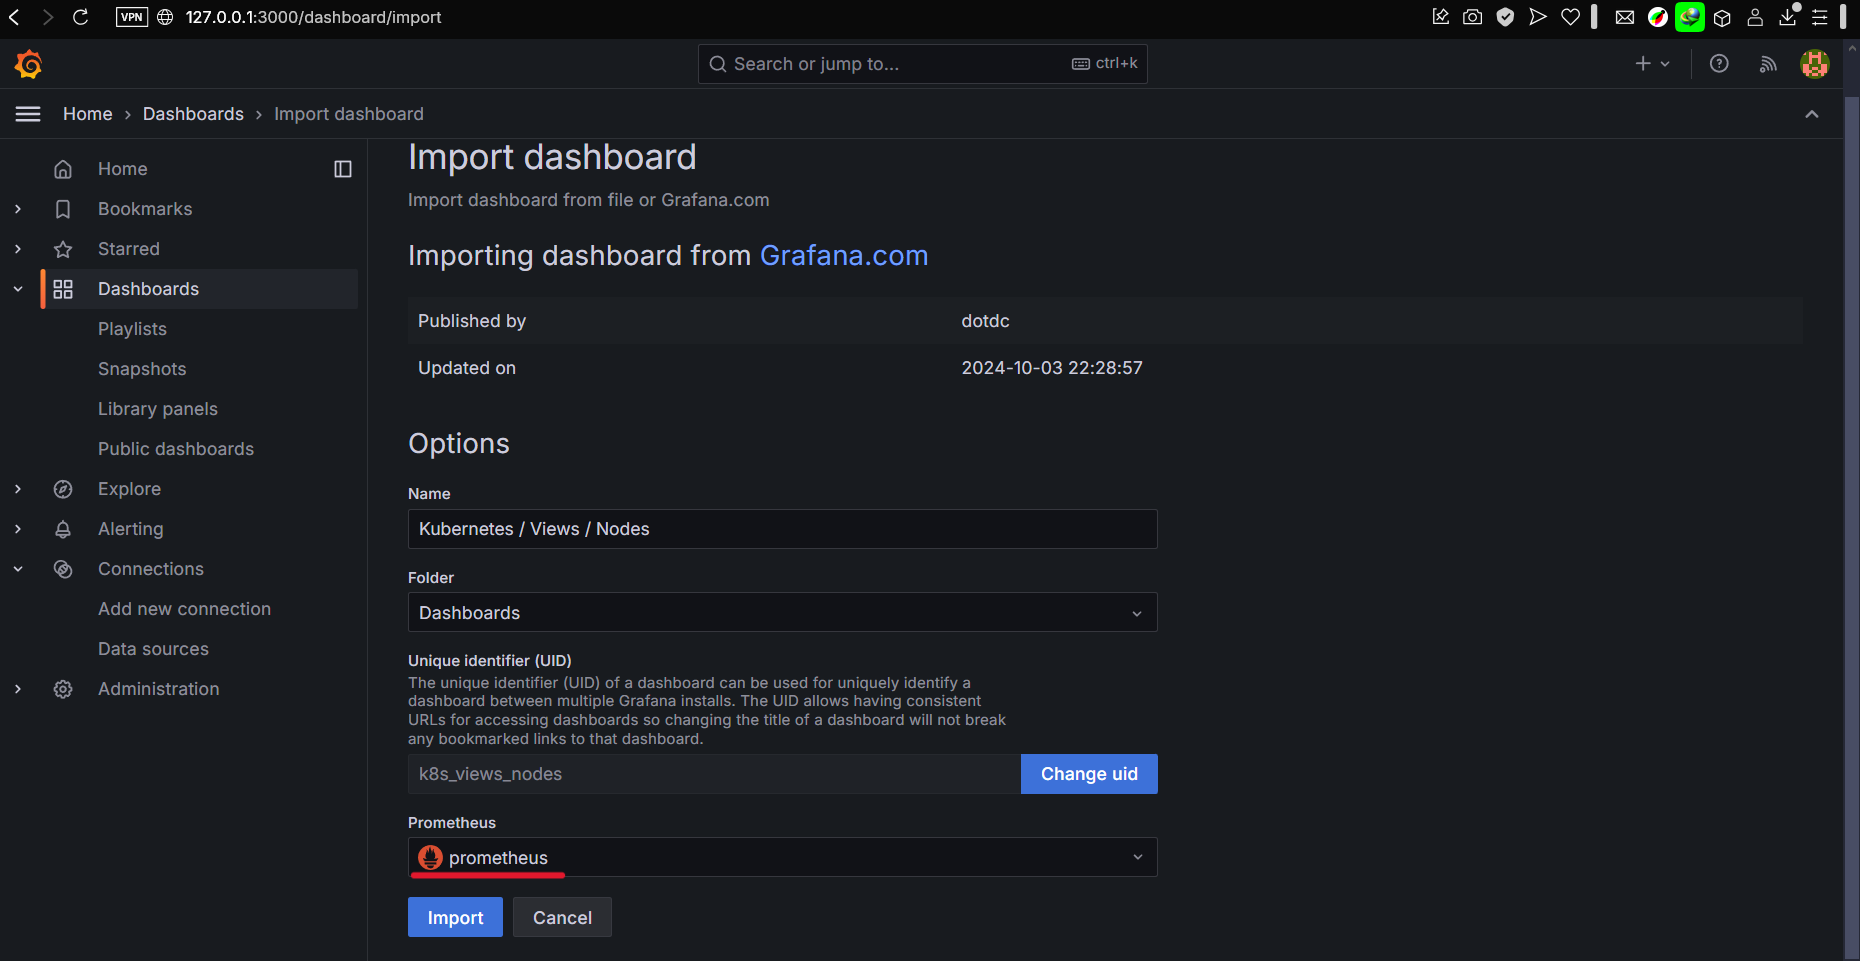 VPN 127.0.0.1:3000/dashboard/import
Search or jump to... ctrl+k
Home › Dashboards › Import dashboard
Home
Bookmarks
Starred
Dashboards
Playlists
Snapshots
Library panels
Public dashboards
Explore
Alerting
Connections
Add new connection
Data sources
Administration
Import dashboard
Import dashboard from file or Grafana.com
Importing dashboard from Grafana.com
Published by dotdc
Updated on 2024-10-03 22:28:57
Options
Name
Kubernetes / Views / Nodes
Folder
Dashboards
Unique identifier (UID)
The unique identifier (UID) of a dashboard can be used for uniquely identify a
dashboard between multiple Grafana installs. The UID allows having consistent
URLs for accessing dashboards so changing the title of a dashboard will not break
any bookmarked links to that dashboard.
k8s_views_nodes Change uid
Prometheus
prometheus
Import Cancel